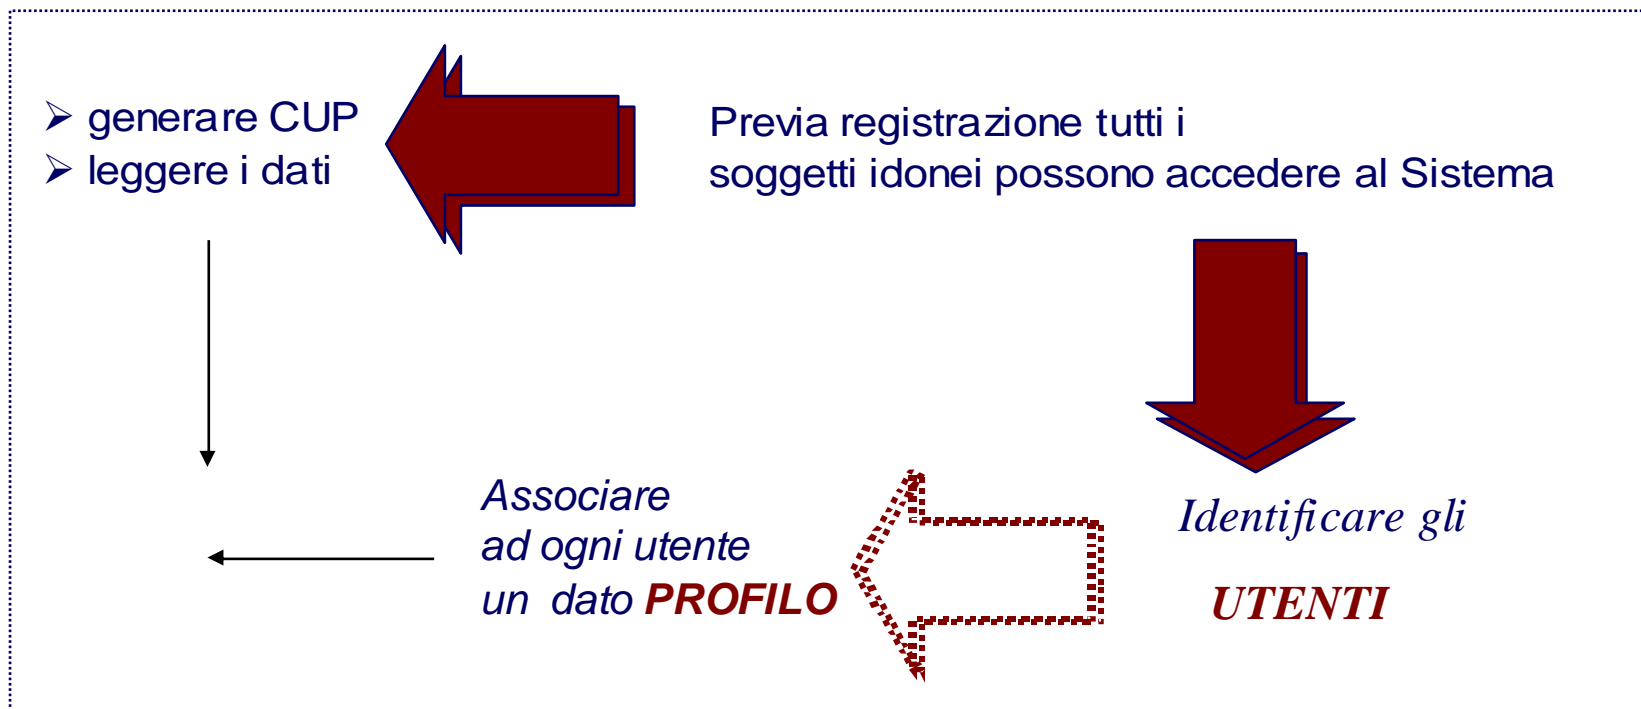 ➢ generare CUP
➢ leggere i dati
Previa registrazione tutti i
soggetti idonei possono accedere al Sistema
Associare
ad ogni utente
un dato PROFILO
Identificare gli
UTENTI